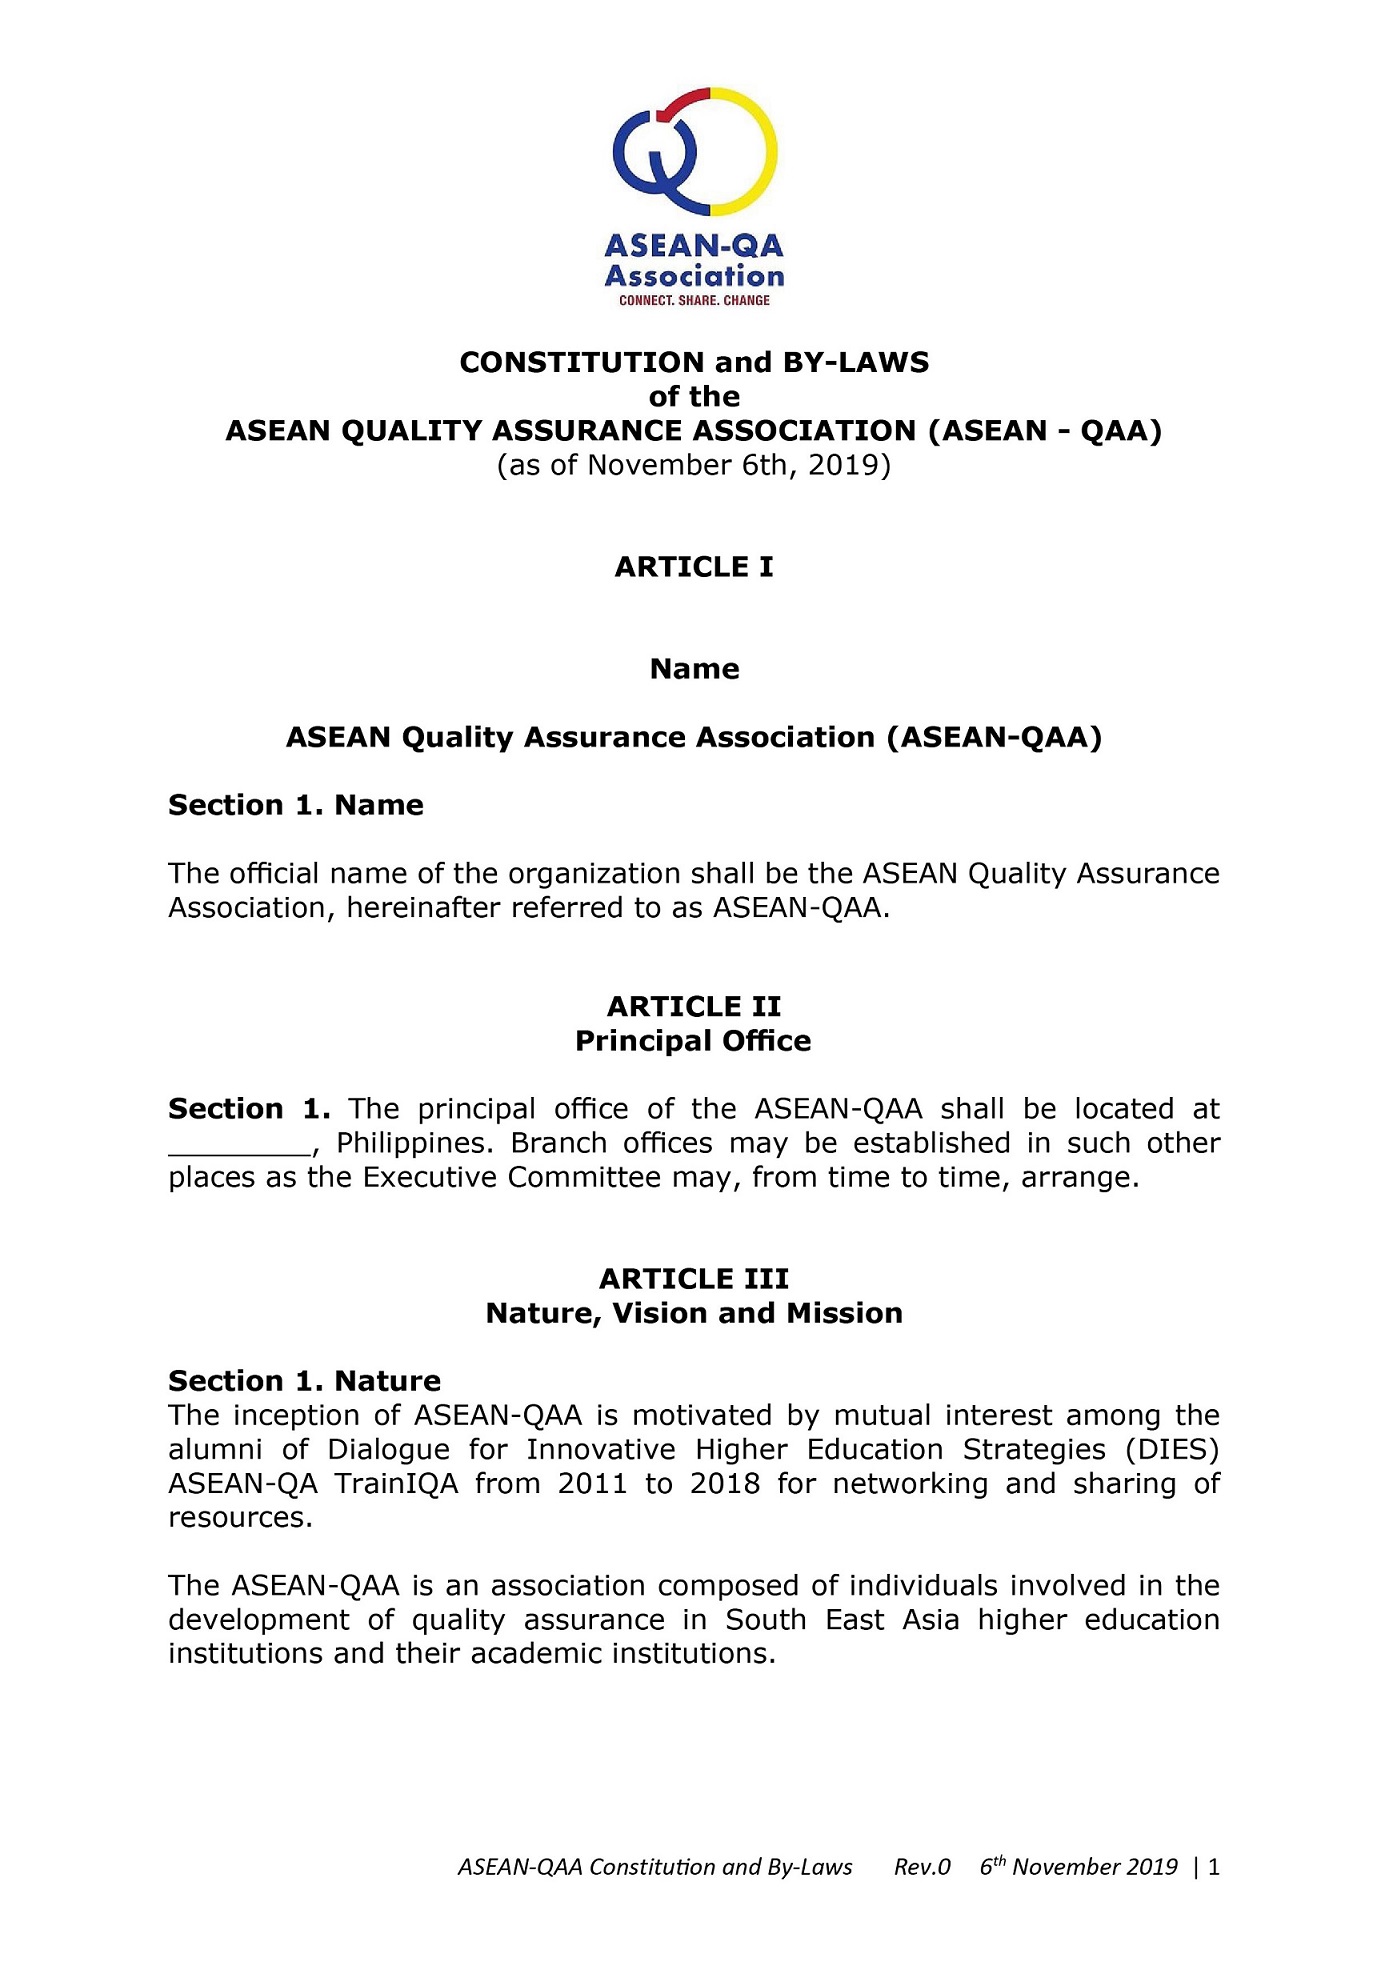 ASEAN-QA
Association
CONNECT. SHARE. CHANGE
CONSTITUTION and BY-LAWS
of the
ASEAN QUALITY ASSURANCE ASSOCIATION (ASEAN - QAA)
(as of November 6th, 2019)
ARTICLE I
Name
ASEAN Quality Assurance Association (ASEAN-QAA)
Section 1. Name
The official name of the organization shall be the ASEAN Quality Assurance
Association, hereinafter referred to as ASEAN-QAA.
ARTICLE II
Principal Office
Section 1. The principal office of the ASEAN-QAA shall be located at
_________, Philippines. Branch offices may be established in such other
places as the Executive Committee may, from time to time, arrange.
ARTICLE III
Nature, Vision and Mission
Section 1. Nature
The inception of ASEAN-QAA is motivated by mutual interest among the
alumni of Dialogue for Innovative Higher Education Strategies (DIES)
ASEAN-QA TrainIQA from 2011 to 2018 for networking and sharing of
resources.
The ASEAN-QAA is an association composed of individuals involved in the
development of quality assurance in South East Asia higher education
institutions and their academic institutions.
ASEAN-QAA Constitution and By-Laws Rev.0 6th November 2019 | 1